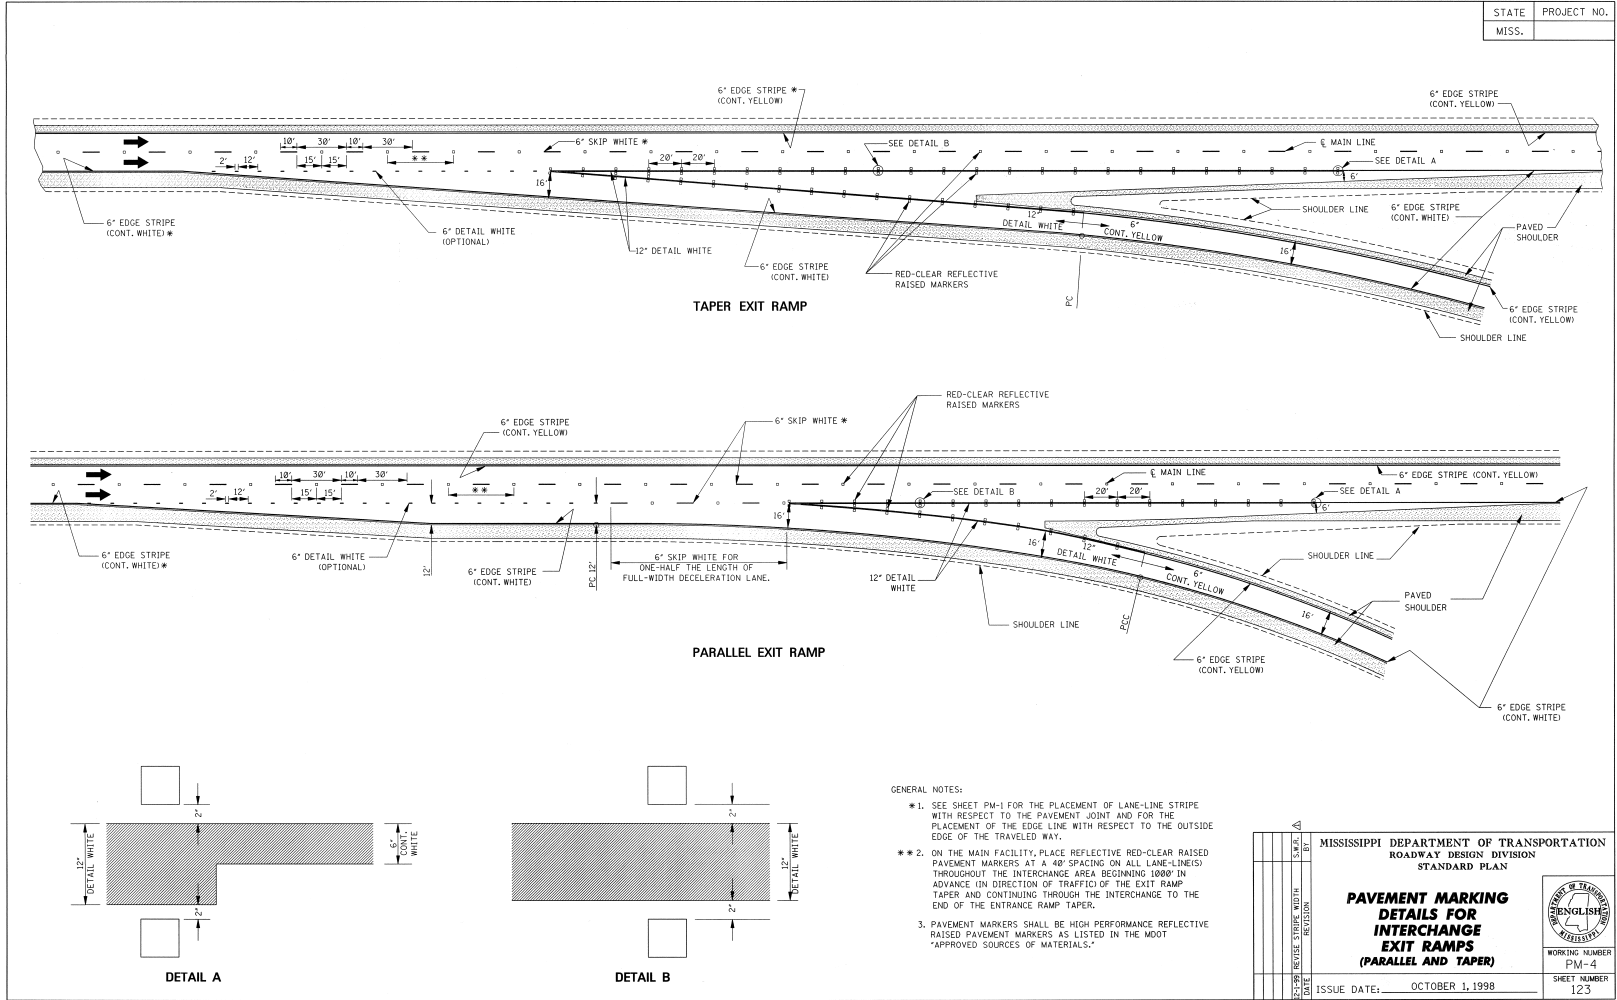 STATE PROJECT NO.
MISS.
6" EDGE STRIPE *
(CONT. YELLOW)
6" EDGE STRIPE
(CONT. YELLOW)
10' 30' 10' 30'
6" SKIP WHITE *
SEE DETAIL B
℄ MAIN LINE
SEE DETAIL A
2' 12' 15' 15' * * 20' 20'
16' 6'
6" EDGE STRIPE
(CONT. WHITE) *
6" DETAIL WHITE
(OPTIONAL)
12" DETAIL WHITE
6" EDGE STRIPE
(CONT. WHITE)
12"
DETAIL WHITE
6"
CONT. YELLOW
SHOULDER LINE
6" EDGE STRIPE
(CONT. WHITE)
PAVED
SHOULDER
16'
RED-CLEAR REFLECTIVE
RAISED MARKERS
PC
6" EDGE STRIPE
(CONT. YELLOW)
SHOULDER LINE
TAPER EXIT RAMP
RED-CLEAR REFLECTIVE
RAISED MARKERS
6" EDGE STRIPE
(CONT. YELLOW)
6" SKIP WHITE *
10' 30' 10' 30'
℄ MAIN LINE
6" EDGE STRIPE (CONT. YELLOW)
2' 12' 15' 15' * *
SEE DETAIL B
20' 20'
SEE DETAIL A
16' 6'
6" EDGE STRIPE
(CONT. WHITE) *
6" DETAIL WHITE
(OPTIONAL)
12'
6" EDGE STRIPE
(CONT. WHITE)
PC 12'
6" SKIP WHITE FOR
ONE-HALF THE LENGTH OF
FULL-WIDTH DECELERATION LANE.
12" DETAIL
WHITE
16'
12"
DETAIL WHITE
6"
CONT. YELLOW
SHOULDER LINE
PAVED
SHOULDER
16'
SHOULDER LINE
PCC
6" EDGE STRIPE
(CONT. YELLOW)
6" EDGE STRIPE
(CONT. WHITE)
PARALLEL EXIT RAMP
2"
12"
DETAIL WHITE
6"
CONT.
WHITE
2"
DETAIL A
2"
12"
DETAIL WHITE
2"
DETAIL B
GENERAL NOTES:
* 1. SEE SHEET PM-1 FOR THE PLACEMENT OF LANE-LINE STRIPE
WITH RESPECT TO THE PAVEMENT JOINT AND FOR THE
PLACEMENT OF THE EDGE LINE WITH RESPECT TO THE OUTSIDE
EDGE OF THE TRAVELED WAY.
* * 2. ON THE MAIN FACILITY, PLACE REFLECTIVE RED-CLEAR RAISED
PAVEMENT MARKERS AT A 40' SPACING ON ALL LANE-LINE(S)
THROUGHOUT THE INTERCHANGE AREA BEGINNING 1000' IN
ADVANCE (IN DIRECTION OF TRAFFIC) OF THE EXIT RAMP
TAPER AND CONTINUING THROUGH THE INTERCHANGE TO THE
END OF THE ENTRANCE RAMP TAPER.
3. PAVEMENT MARKERS SHALL BE HIGH PERFORMANCE REFLECTIVE
RAISED PAVEMENT MARKERS AS LISTED IN THE MDOT
"APPROVED SOURCES OF MATERIALS."
S.W.R. BY
REVISE STRIPE WIDTH REVISION
12-1-99 DATE
MISSISSIPPI DEPARTMENT OF TRANSPORTATION
ROADWAY DESIGN DIVISION
STANDARD PLAN
PAVEMENT MARKING
DETAILS FOR
INTERCHANGE
EXIT RAMPS
(PARALLEL AND TAPER)
DEPARTMENT OF TRANSPORTATION
ENGLISH
MISSISSIPPI
WORKING NUMBER
PM-4
SHEET NUMBER
123
ISSUE DATE: OCTOBER 1, 1998